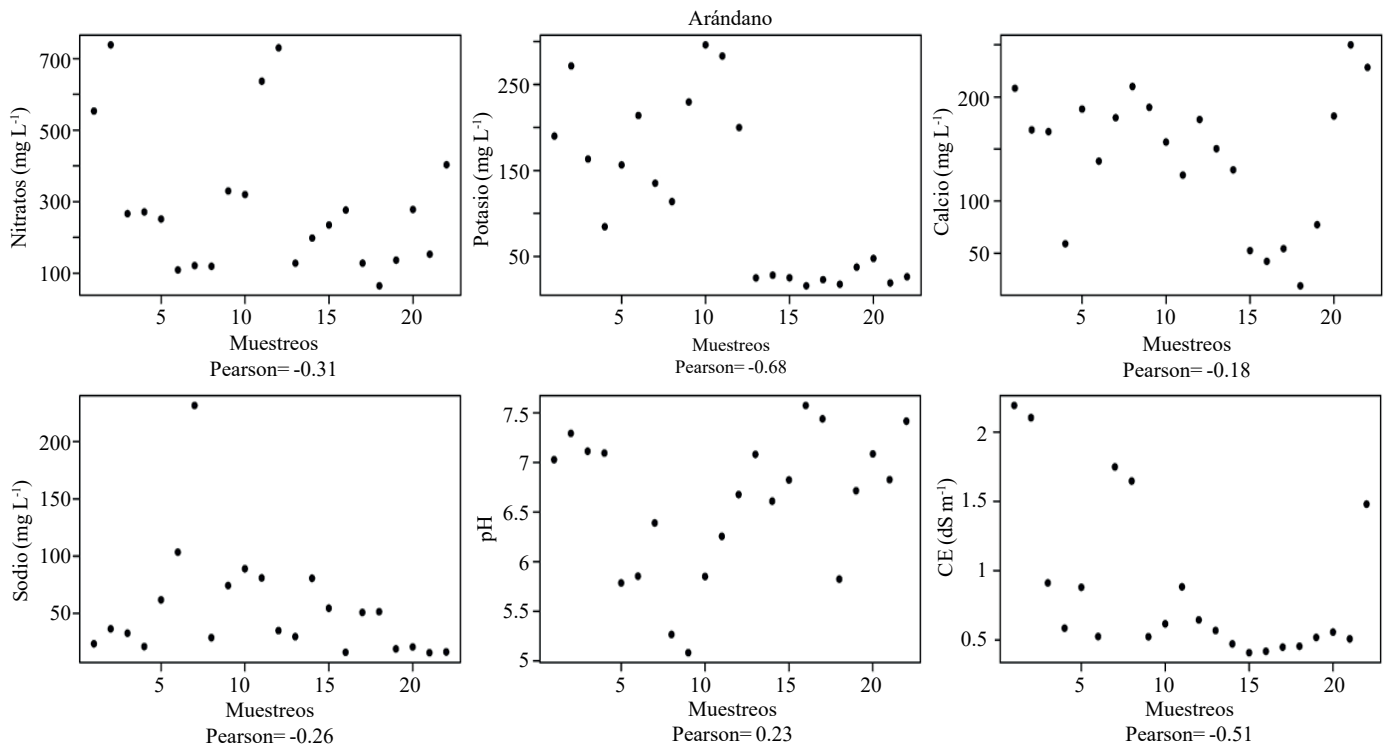 Arándano
Nitratos (mg L-1)
700
500
300
100
5 10 15 20
Muestreos
Pearson= -0.31
Potasio (mg L-1)
250
150
50
5 10 15 20
Muestreos
Pearson= -0.68
Calcio (mg L-1)
200
100
50
5 10 15 20
Muestreos
Pearson= -0.18
Sodio (mg L-1)
200
150
100
50
5 10 15 20
Muestreos
Pearson= -0.26
pH
7.5
7
6.5
6
5.5
5
5 10 15 20
Muestreos
Pearson= 0.23
CE (dS m-1)
2
1.5
1
0.5
5 10 15 20
Muestreos
Pearson= -0.51